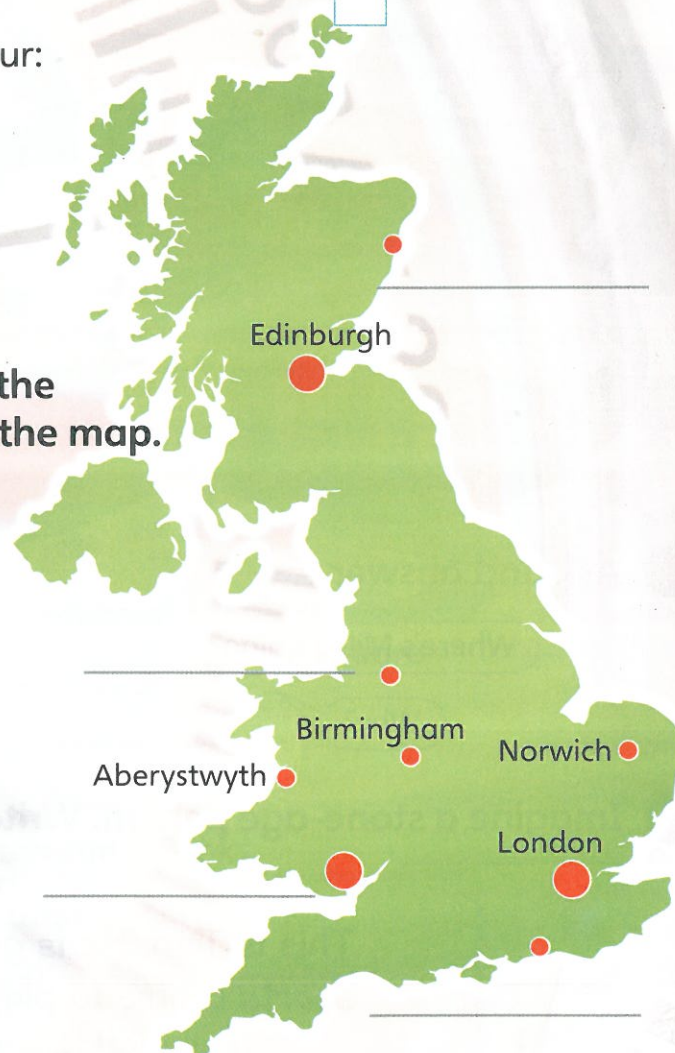 ur:
Edinburgh
the
the map.
Birmingham
Norwich
Aberystwyth
London